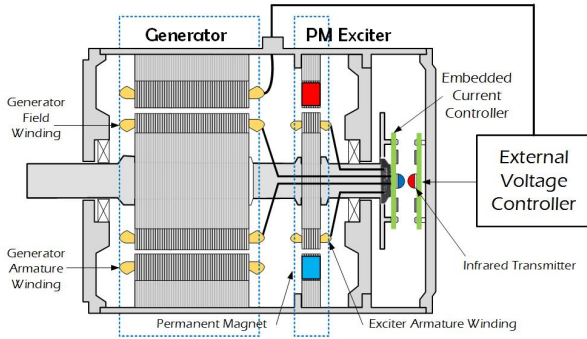 Generator
PM Exciter
Embedded
Current
Controller
Generator
Field
Winding
External
Voltage
Controller
Generator
Armature
Winding
Infrared Transmitter
Permanent Magnet
Exciter Armature Winding